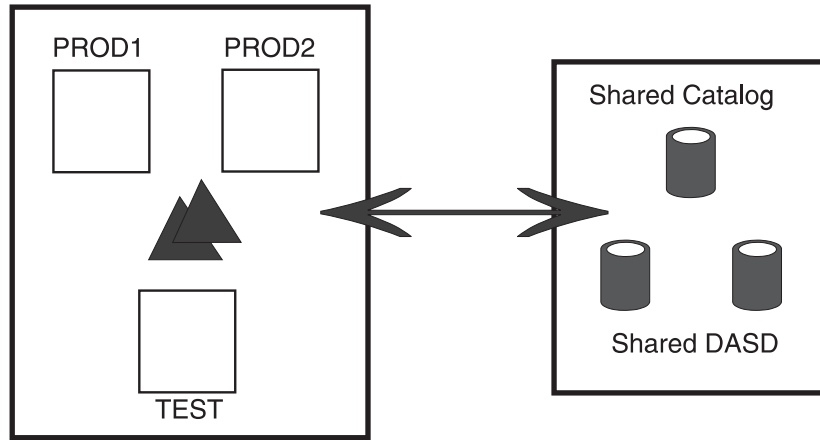 PROD1
PROD2
TEST
Shared Catalog
Shared DASD